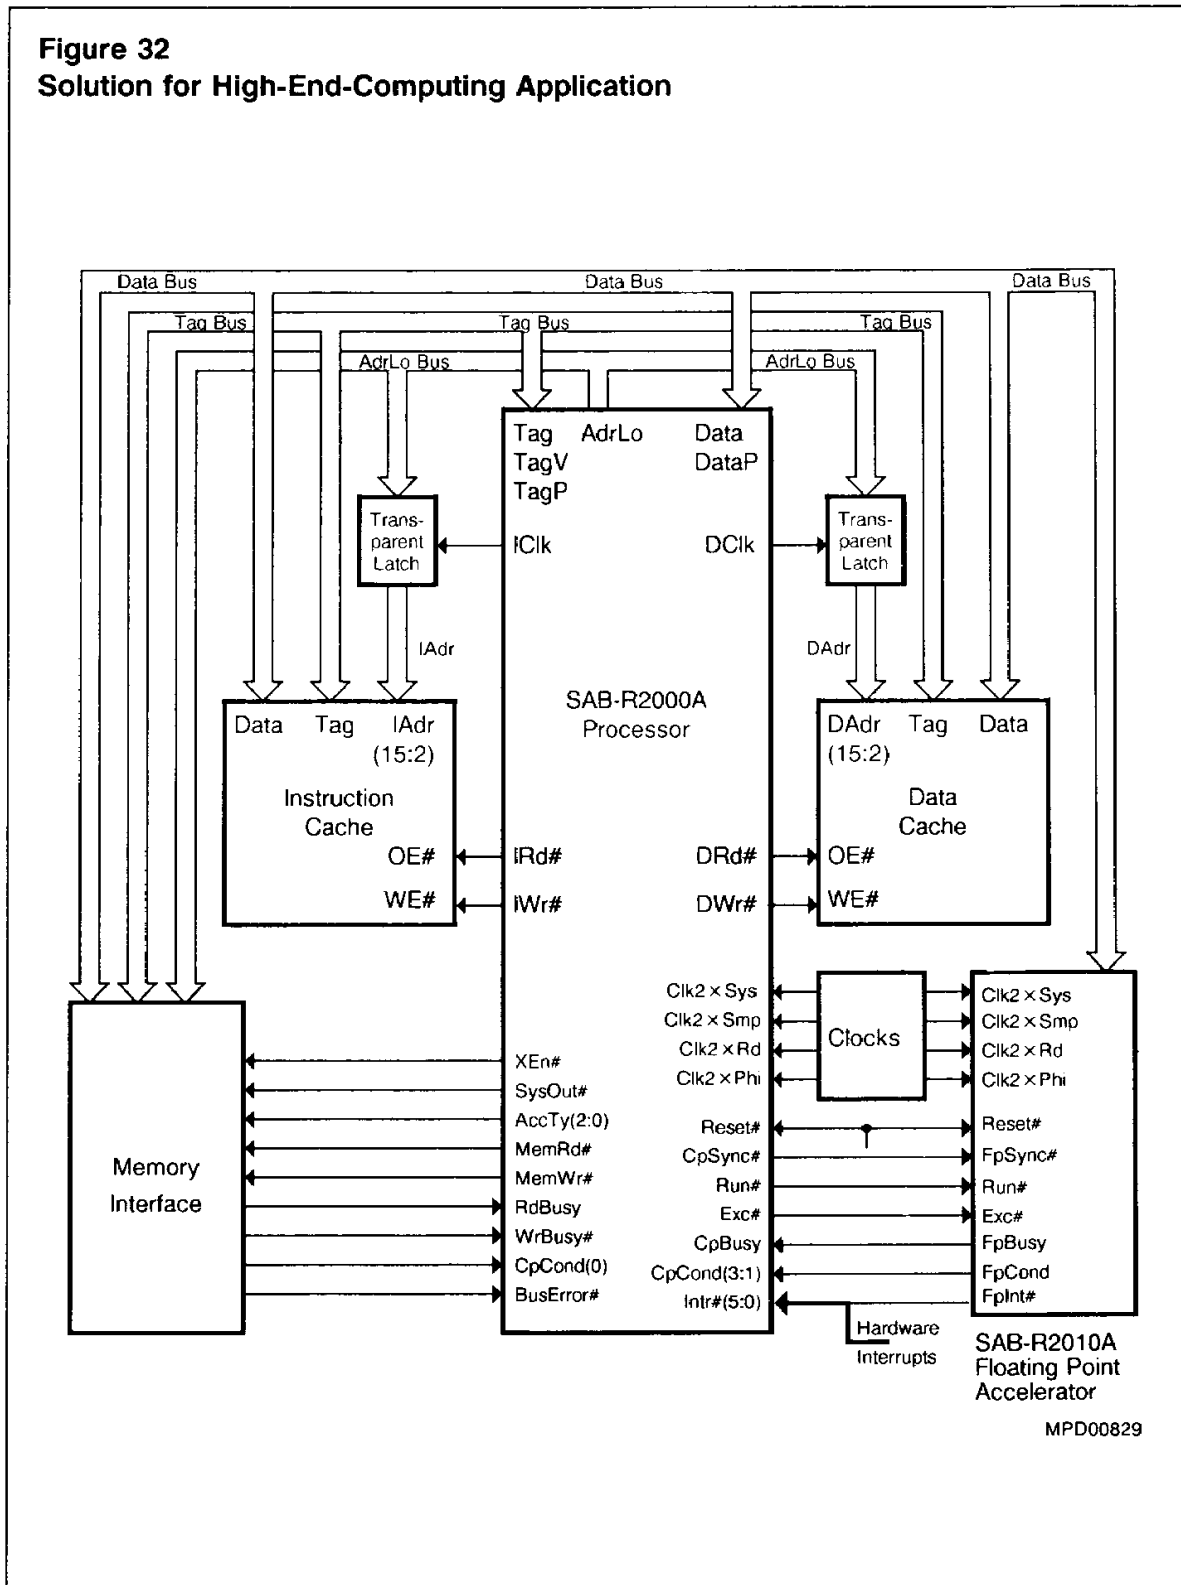 Figure 32
Solution for High-End-Computing Application
Data Bus
Data Bus
Data Bus
Tag Bus
Tag Bus
Tag Bus
AdrLo Bus
AdrLo Bus
Tag AdrLo Data
TagV DataP
TagP
Trans-
parent
Latch
IClk
DClk
Trans-
parent
Latch
IAdr
DAdr
SAB-R2000A
Processor
Data Tag IAdr
(15:2)
Instruction
Cache
OE#
WE#
IRd#
IWr#
DRd#
DWr#
DAdr Tag Data
(15:2)
Data
Cache
OE#
WE#
Memory
Interface
XEn#
SysOut#
AccTy(2:0)
MemRd#
MemWr#
RdBusy
WrBusy#
CpCond(0)
BusError#
Clk2×Sys
Clk2×Smp
Clk2×Rd
Clk2×Phi
Reset#
CpSync#
Run#
Exc#
CpBusy
CpCond(3:1)
Intr#(5:0)
Clocks
Hardware
Interrupts
Clk2×Sys
Clk2×Smp
Clk2×Rd
Clk2×Phi
Reset#
FpSync#
Run#
Exc#
FpBusy
FpCond
FpInt#
SAB-R2010A
Floating Point
Accelerator
MPD00829